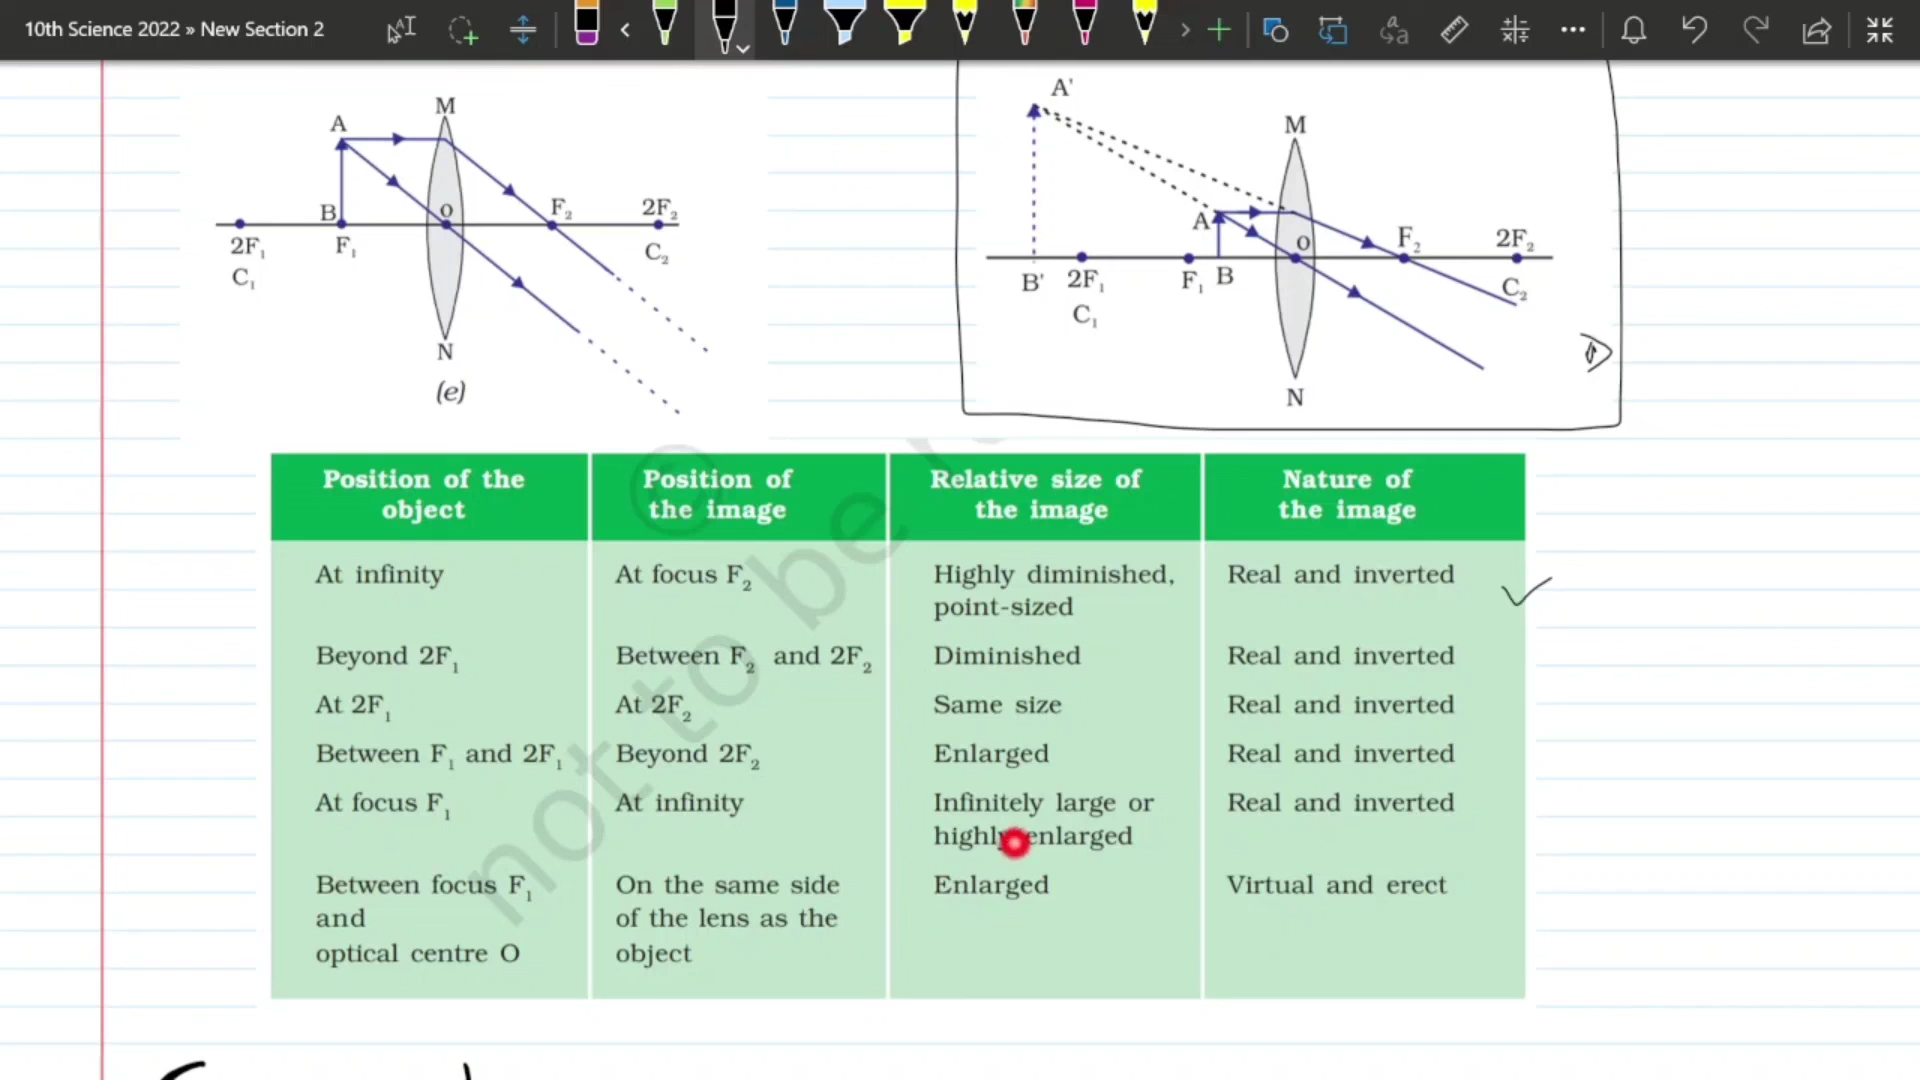 10th Science 2022 » New Section 2
A
M
B
O
F₂
2F₂
2F₁
F₁
C₂
C₁
N
(e)
A'
M
A
O
F₂
2F₂
B'
2F₁
F₁
B
C₂
C₁
N
Position of the object
Position of the image
Relative size of the image
Nature of the image
At infinity
At focus F₂
Highly diminished,
point-sized
Real and inverted
Beyond 2F₁
Between F₂ and 2F₂
Diminished
Real and inverted
At 2F₁
At 2F₂
Same size
Real and inverted
Between F₁ and 2F₁
Beyond 2F₂
Enlarged
Real and inverted
At focus F₁
At infinity
Infinitely large or
highly enlarged
Real and inverted
Between focus F₁
and
optical centre O
On the same side
of the lens as the
object
Enlarged
Virtual and erect
©
not to be